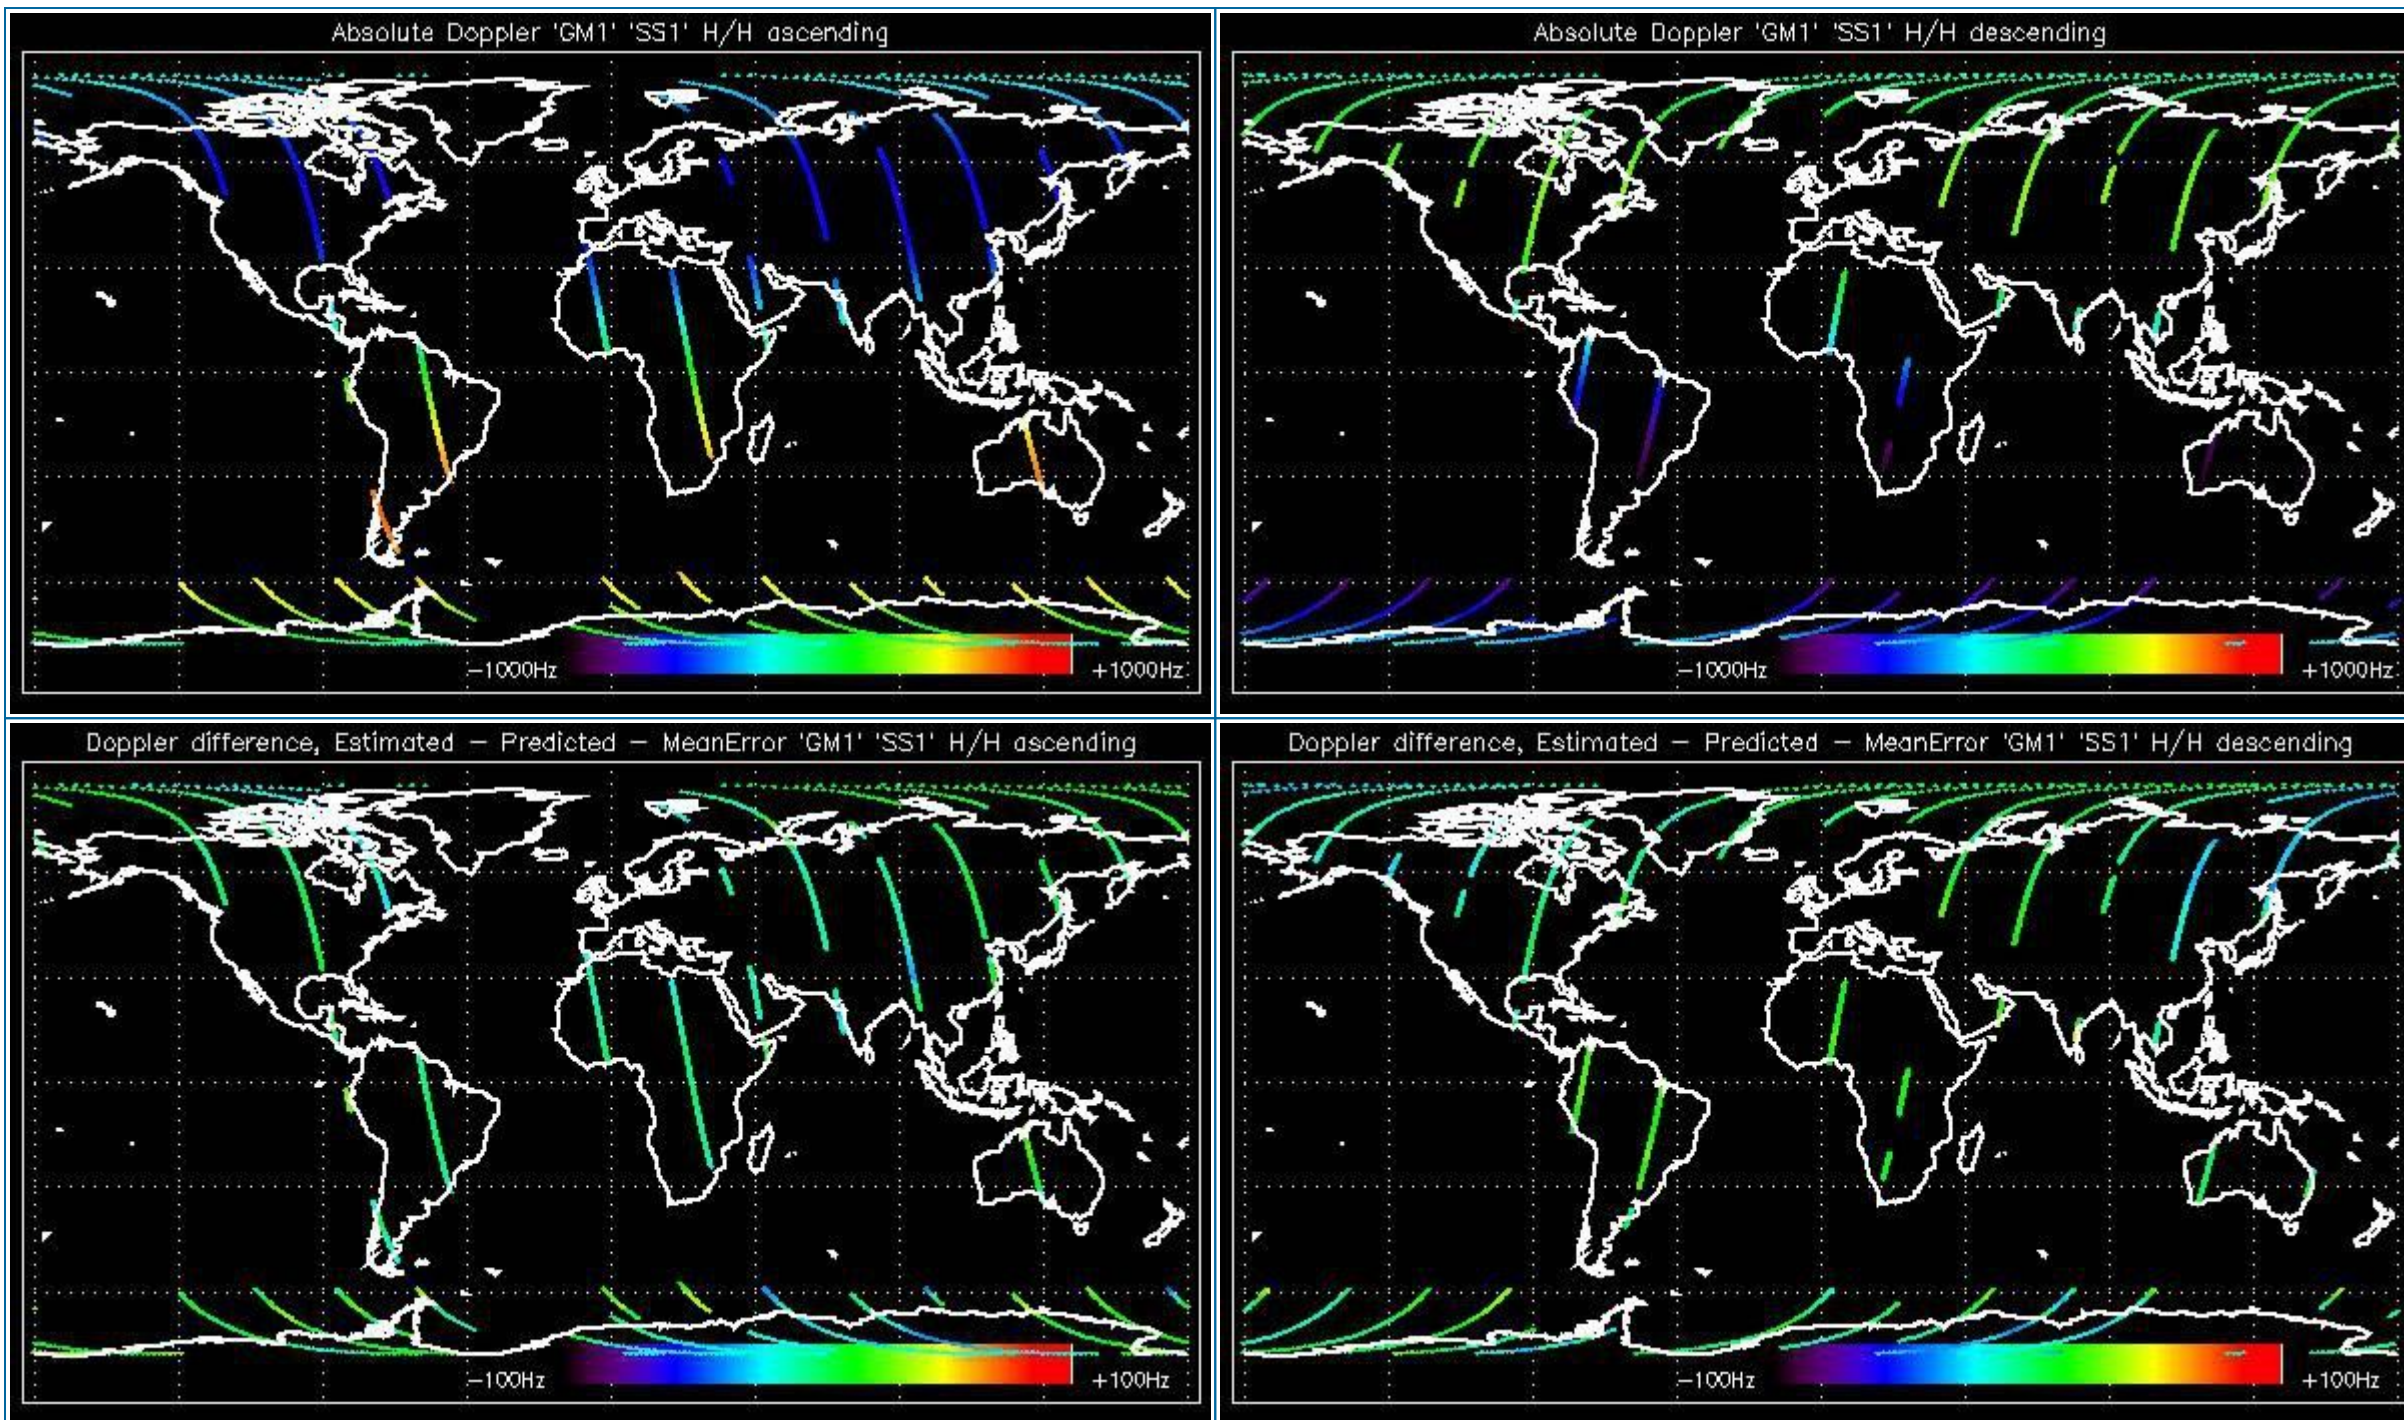 Absolute Doppler 'GM1' 'SS1' H/H ascending
-1000Hz
+1000Hz
Absolute Doppler 'GM1' 'SS1' H/H descending
-1000Hz
+1000Hz
Doppler difference, Estimated - Predicted - MeanError 'GM1' 'SS1' H/H ascending
-100Hz
+100Hz
Doppler difference, Estimated - Predicted - MeanError 'GM1' 'SS1' H/H descending
-100Hz
+100Hz